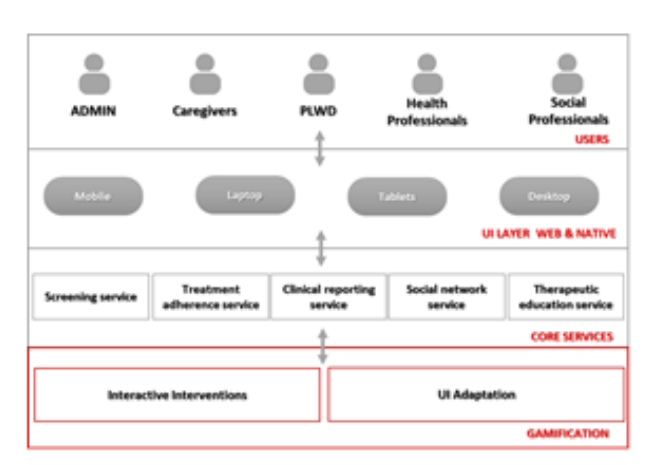 ADMIN
Caregivers
PLWD
Health
Professionals
Social
Professionals
USERS
Mobile
Laptop
Tablets
Desktop
UI LAYER WEB & NATIVE
Screening service
Treatment
adherence service
Clinical reporting
service
Social network
service
Therapeutic
education service
CORE SERVICES
Interactive Interventions
UI Adaptation
GAMIFICATION